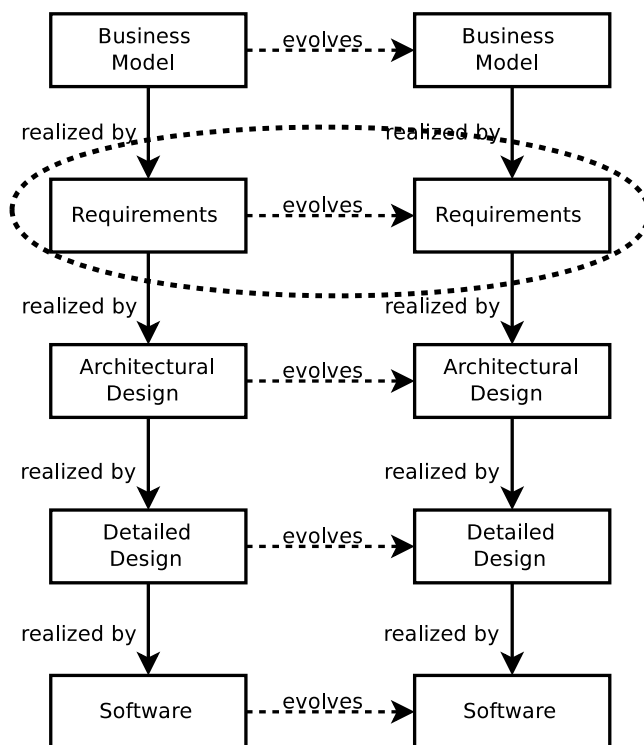 Business
Model
evolves
Business
Model
realized by
realized by
Requirements
evolves
Requirements
realized by
realized by
Architectural
Design
evolves
Architectural
Design
realized by
realized by
Detailed
Design
evolves
Detailed
Design
realized by
realized by
Software
evolves
Software